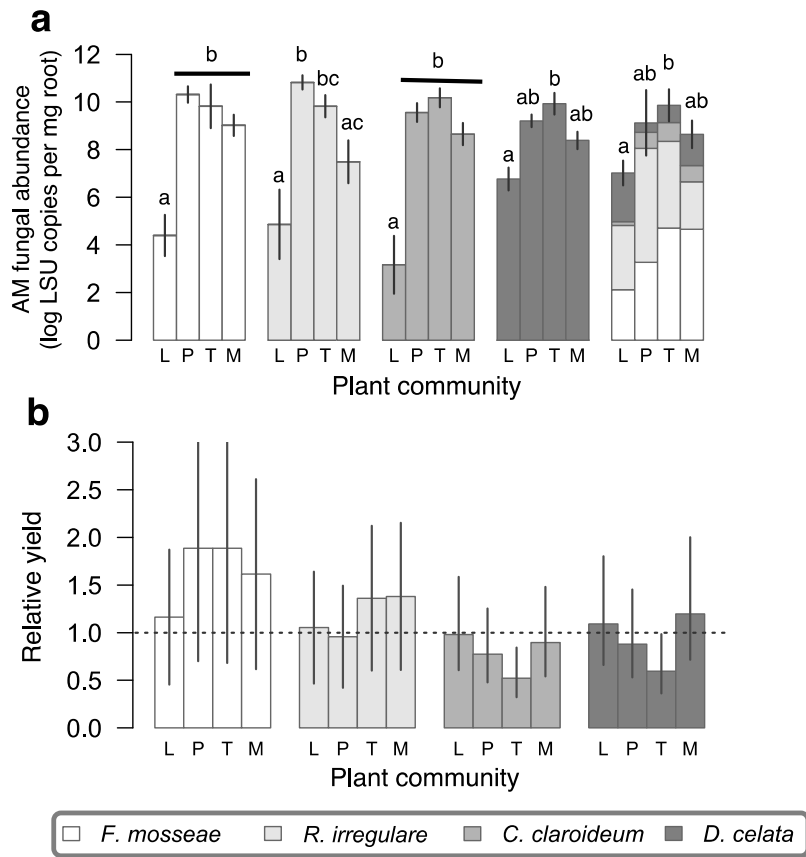 a
AM fungal abundance
(log LSU copies per mg root)
12
10
8
6
4
2
0
a b
a b bc ac
a b
a ab b ab
a ab b ab
L P T M L P T M L P T M L P T M L P T M
Plant community
b
Relative yield
3.0
2.5
2.0
1.5
1.0
0.5
0.0
L P T M L P T M L P T M L P T M
Plant community
F. mosseae R. irregulare C. claroideum D. celata